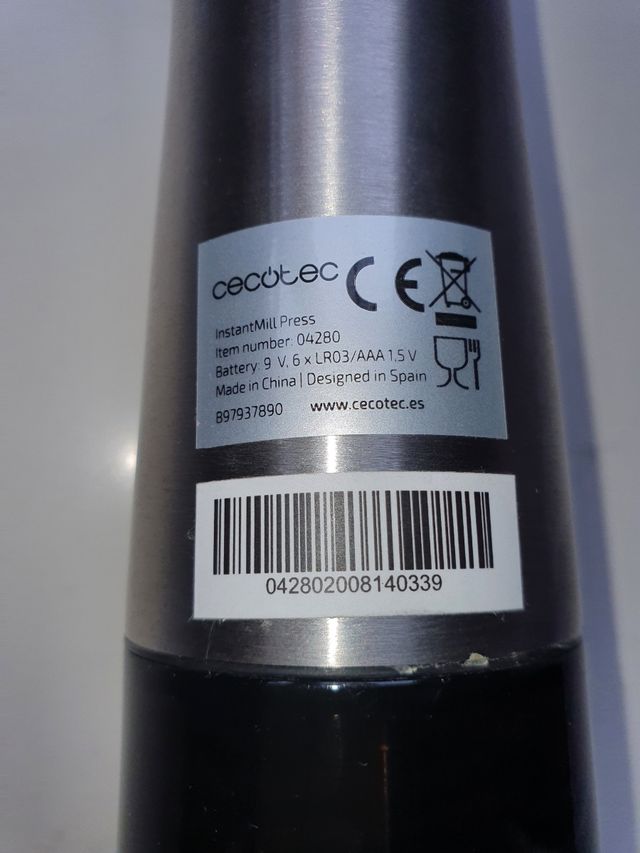 cecotec CE
InstantMill Press
Item number: 04280
Battery: 9 V, 6 x LR03/AAA 1,5 V
Made in China | Designed in Spain
B97937890 www.cecotec.es
042802008140339